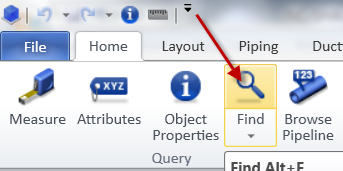 File Home Layout Piping Duct
XYZ 123
Measure Attributes Object Properties Find Browse Pipeline
Query
Find Alt+F